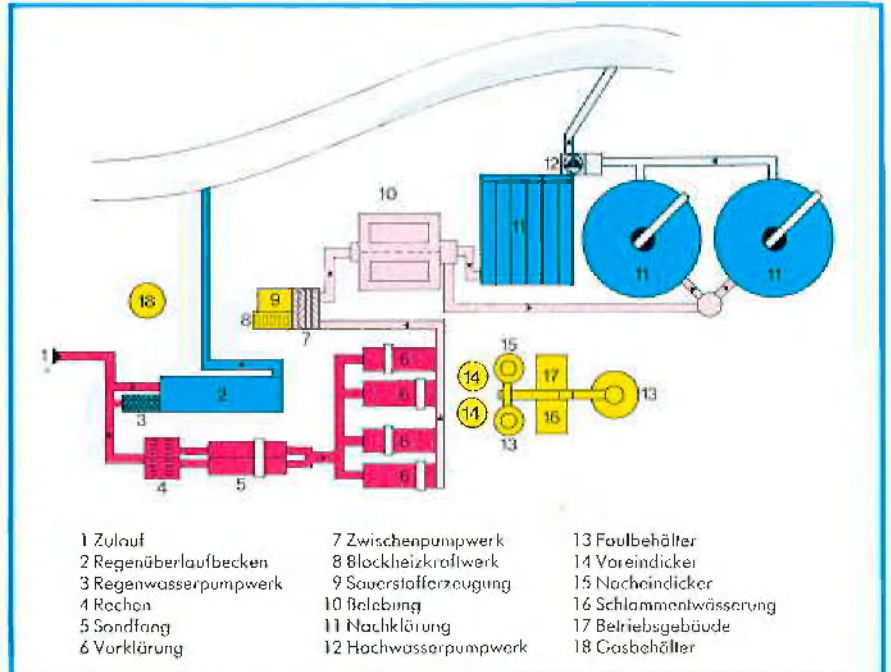 12
10
11
9
18
8
7
11
11
1
15
6
14
17
2
6
13
3
14
16
6
13
6
4
5
1 Zulauf
2 Regenüberlaufbecken
3 Regenwasserpumpwerk
4 Rechen
5 Sandfang
6 Vorklärung
7 Zwischenpumpwerk
8 Blockheizkraftwerk
9 Sauerstofferzeugung
10 Belebung
11 Nachklärung
12 Hochwasserpumpwerk
13 Faulbehälter
14 Voreindicker
15 Nacheindicker
16 Schlammentwässerung
17 Betriebsgebäude
18 Gasbehälter